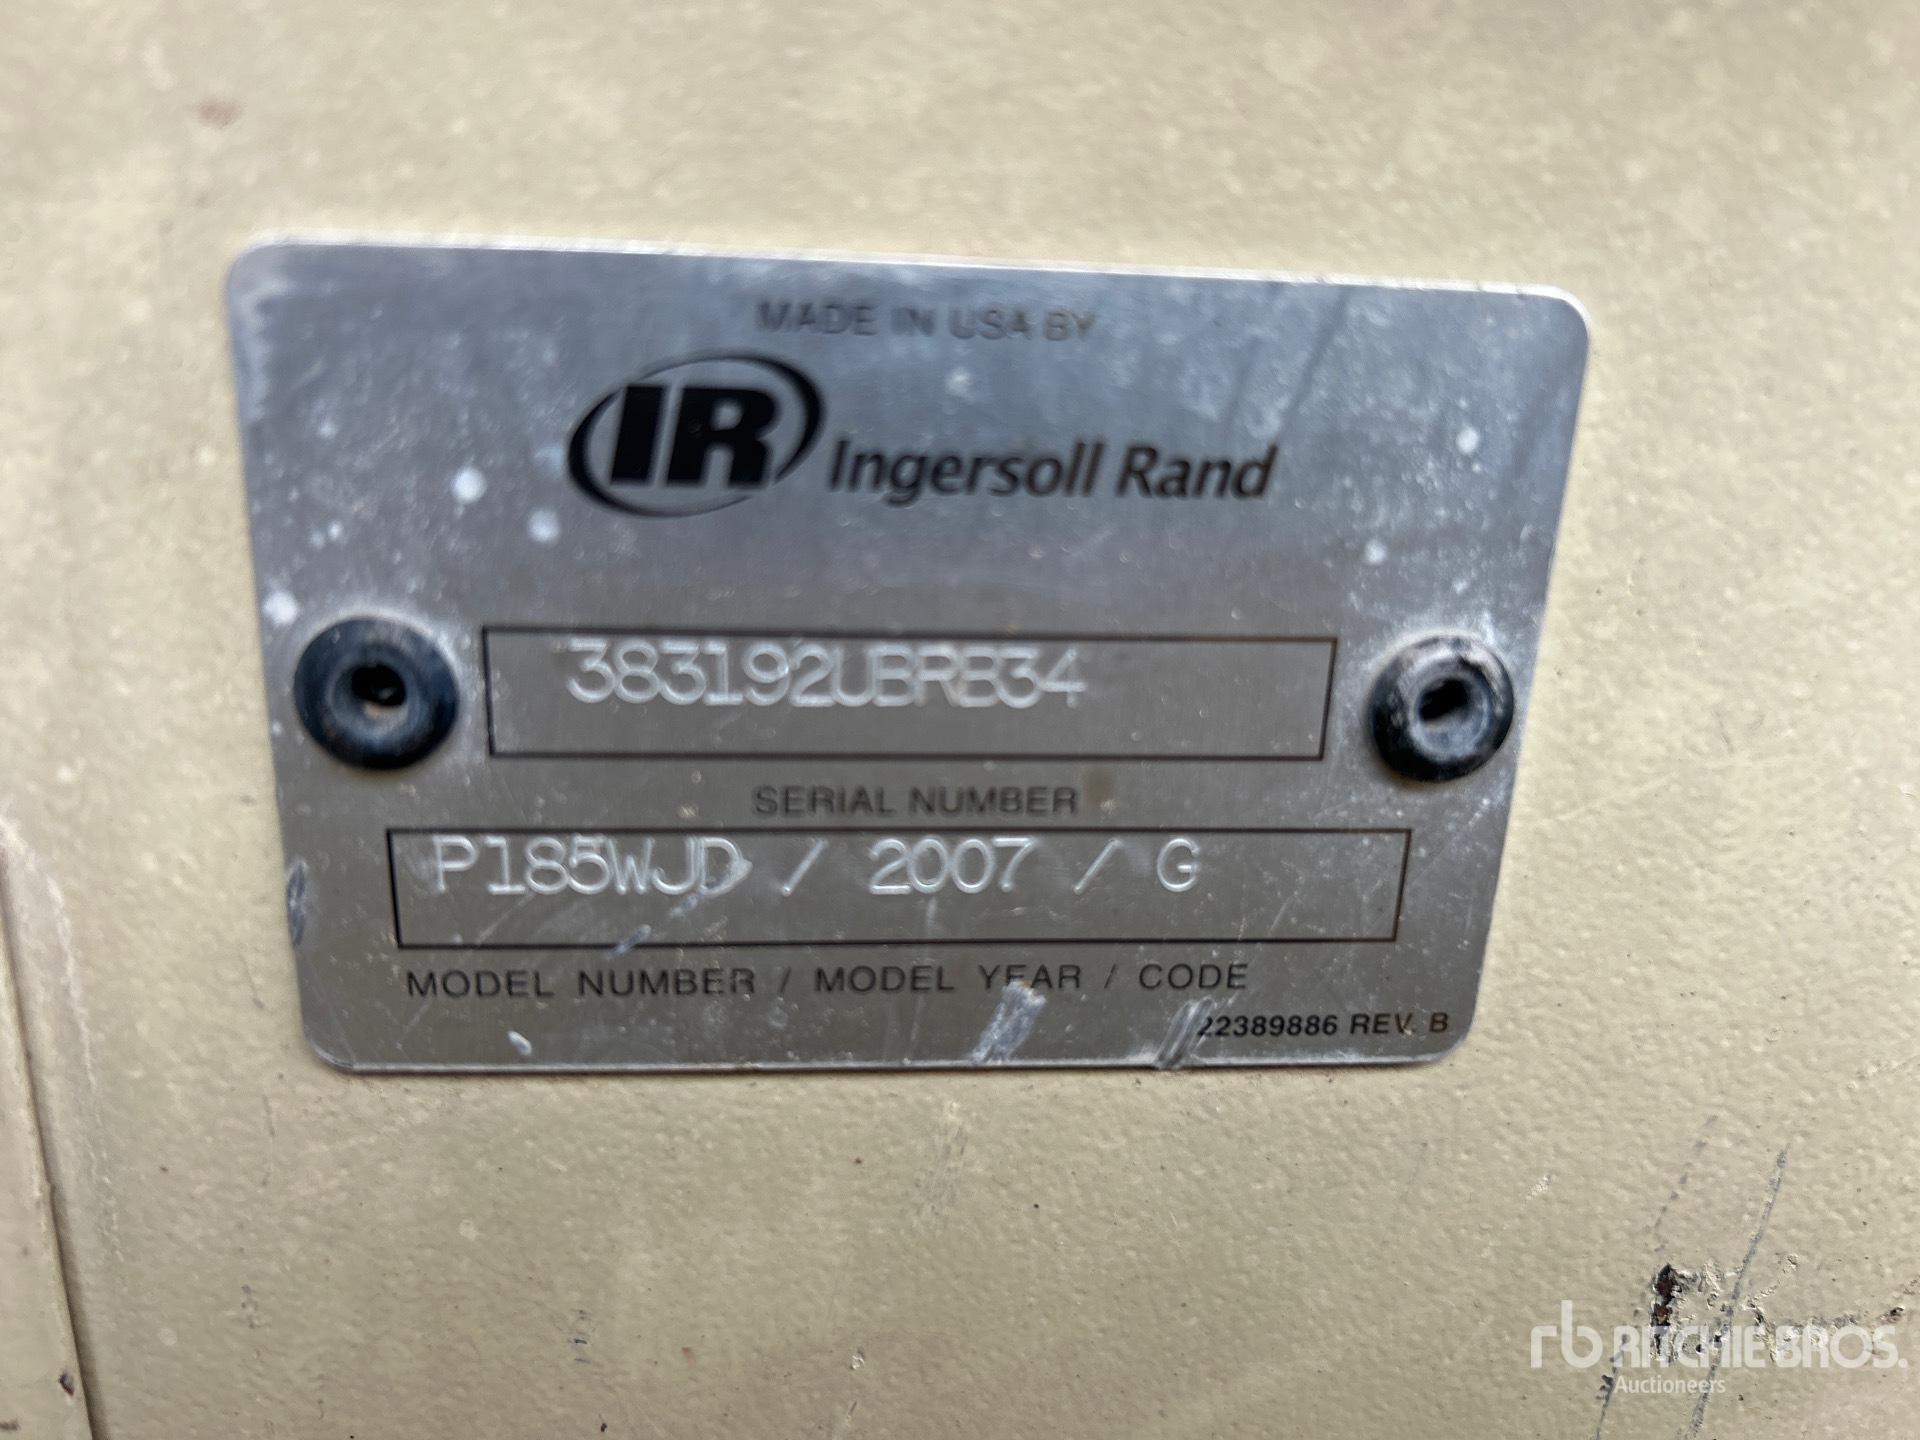 MADE IN USA BY
IR Ingersoll Rand
383192UBRB34
SERIAL NUMBER
P185WJD / 2007 / G
MODEL NUMBER / MODEL YEAR / CODE
22389886 REV. B
rb RITCHIE BROS.
Auctioneers